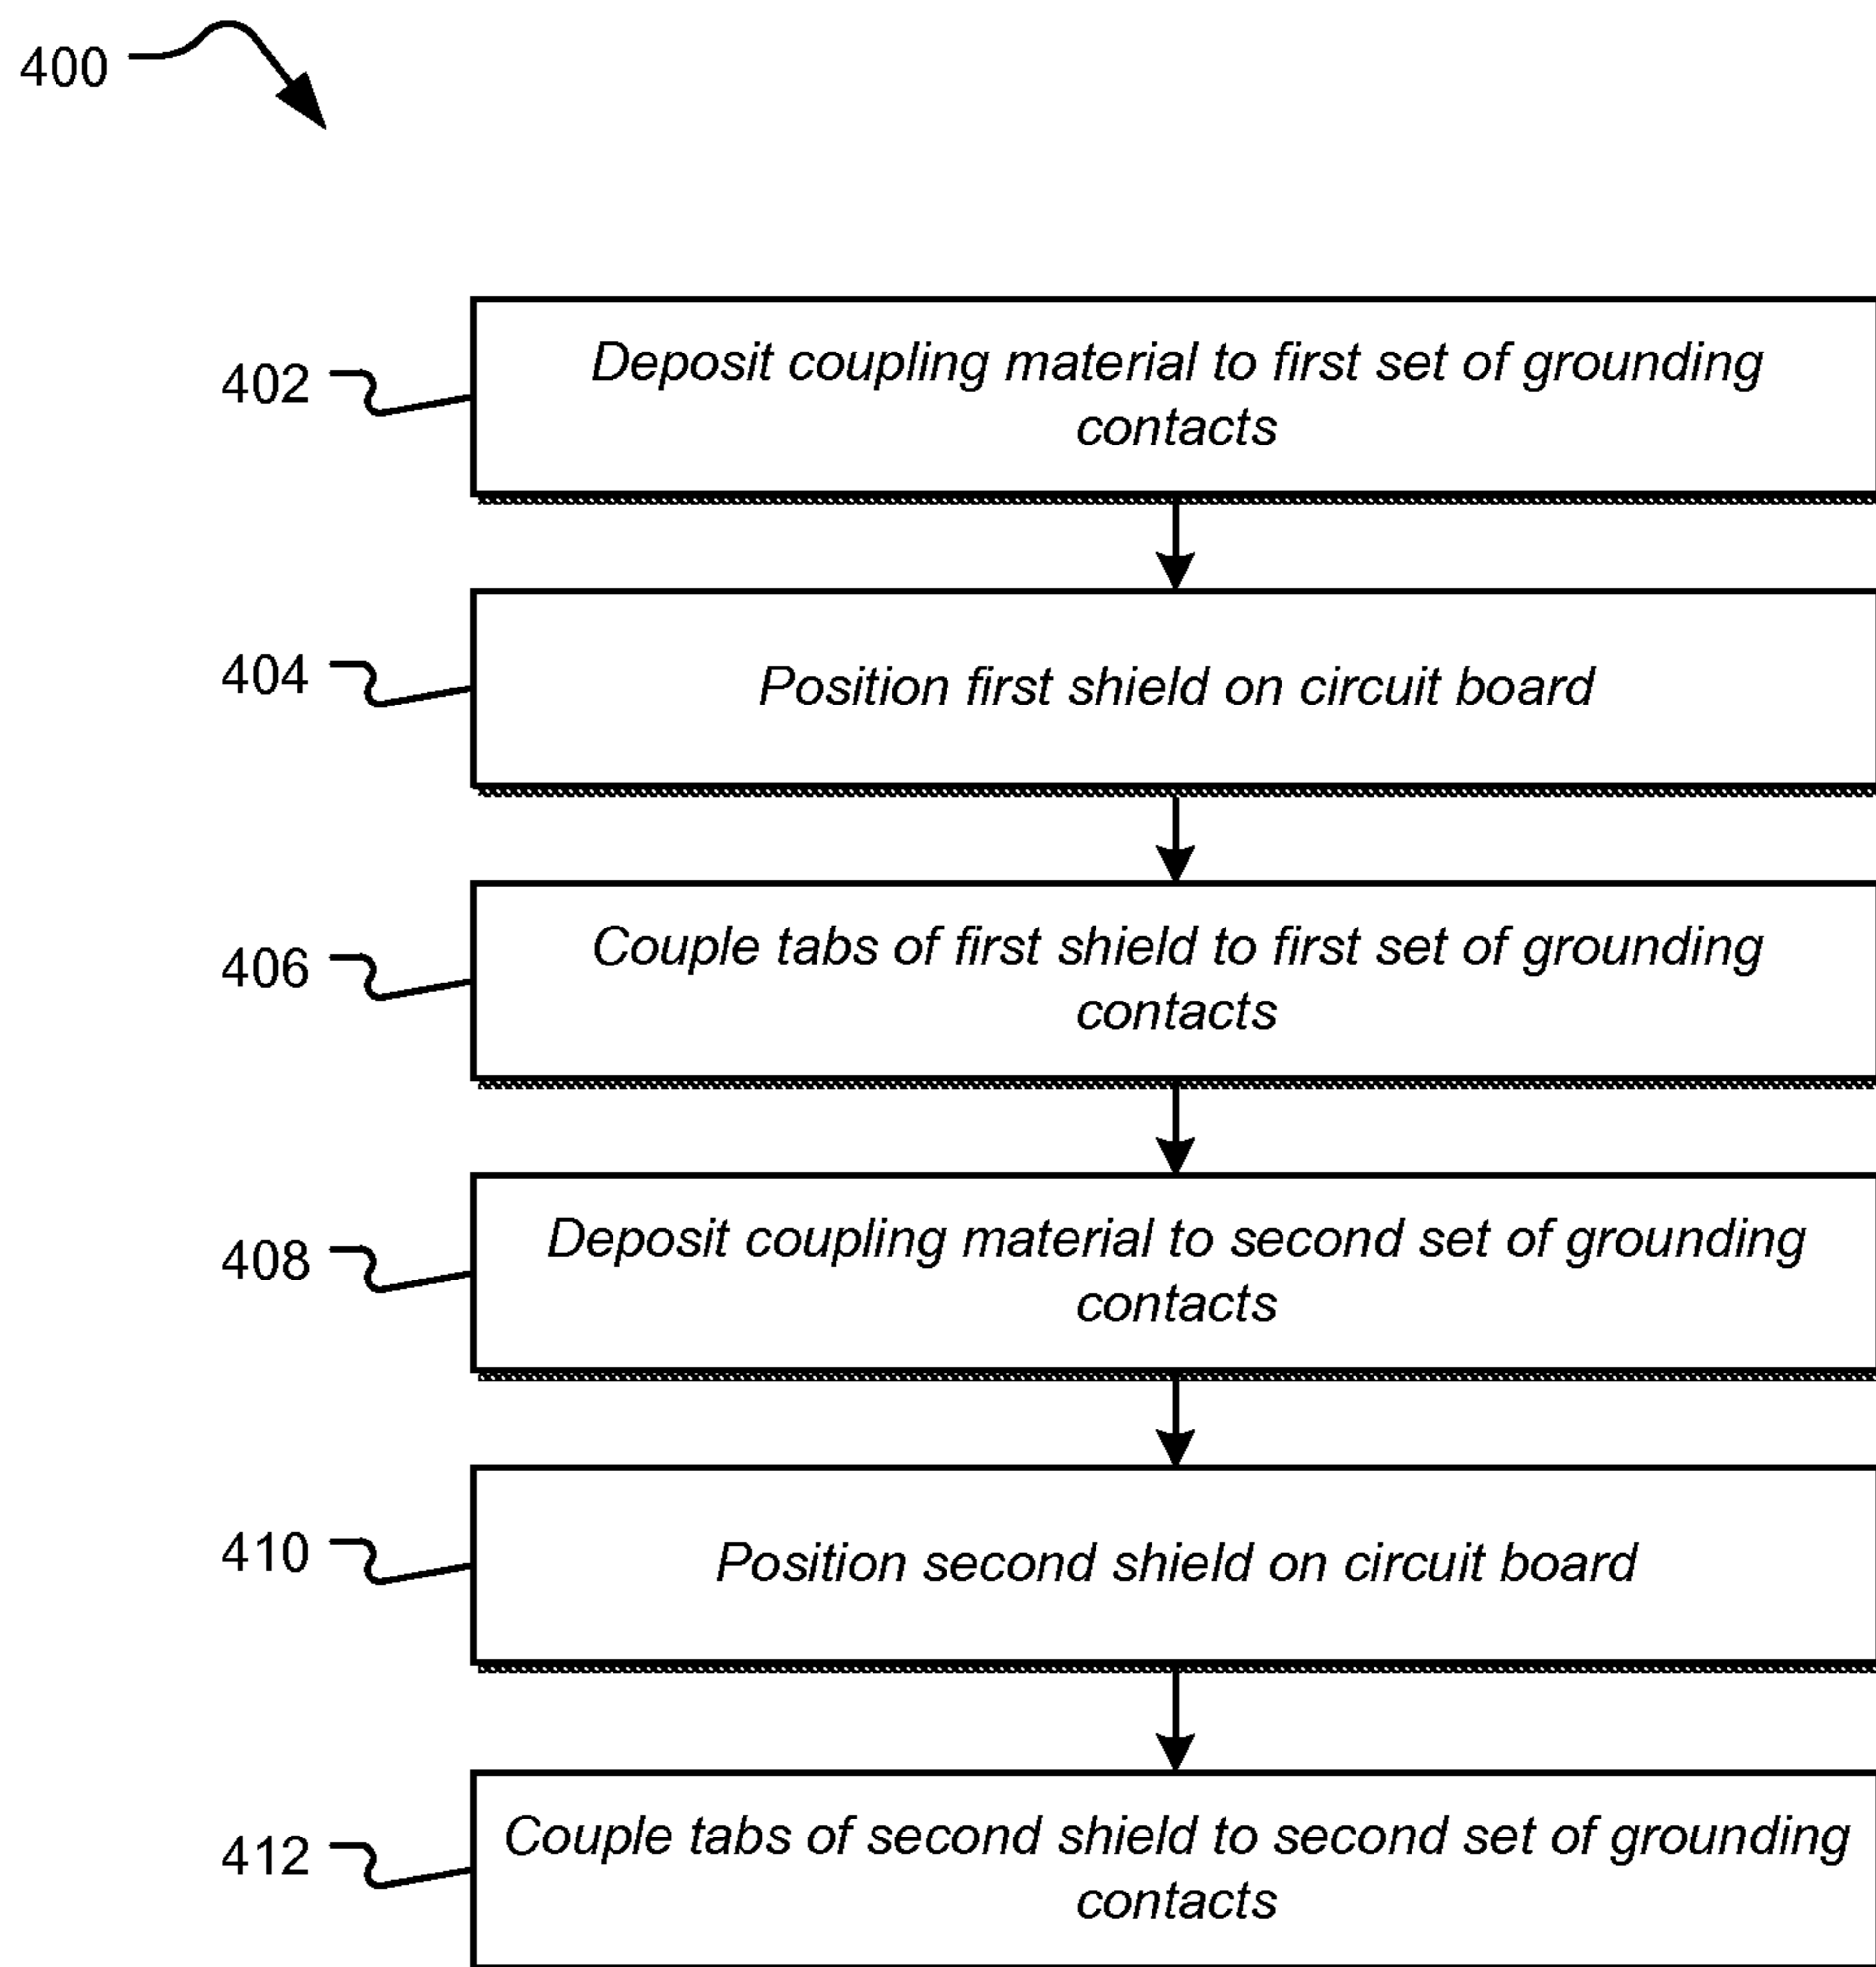 400
402
Deposit coupling material to first set of grounding
contacts
404
Position first shield on circuit board
406
Couple tabs of first shield to first set of grounding
contacts
408
Deposit coupling material to second set of grounding
contacts
410
Position second shield on circuit board
412
Couple tabs of second shield to second set of grounding
contacts